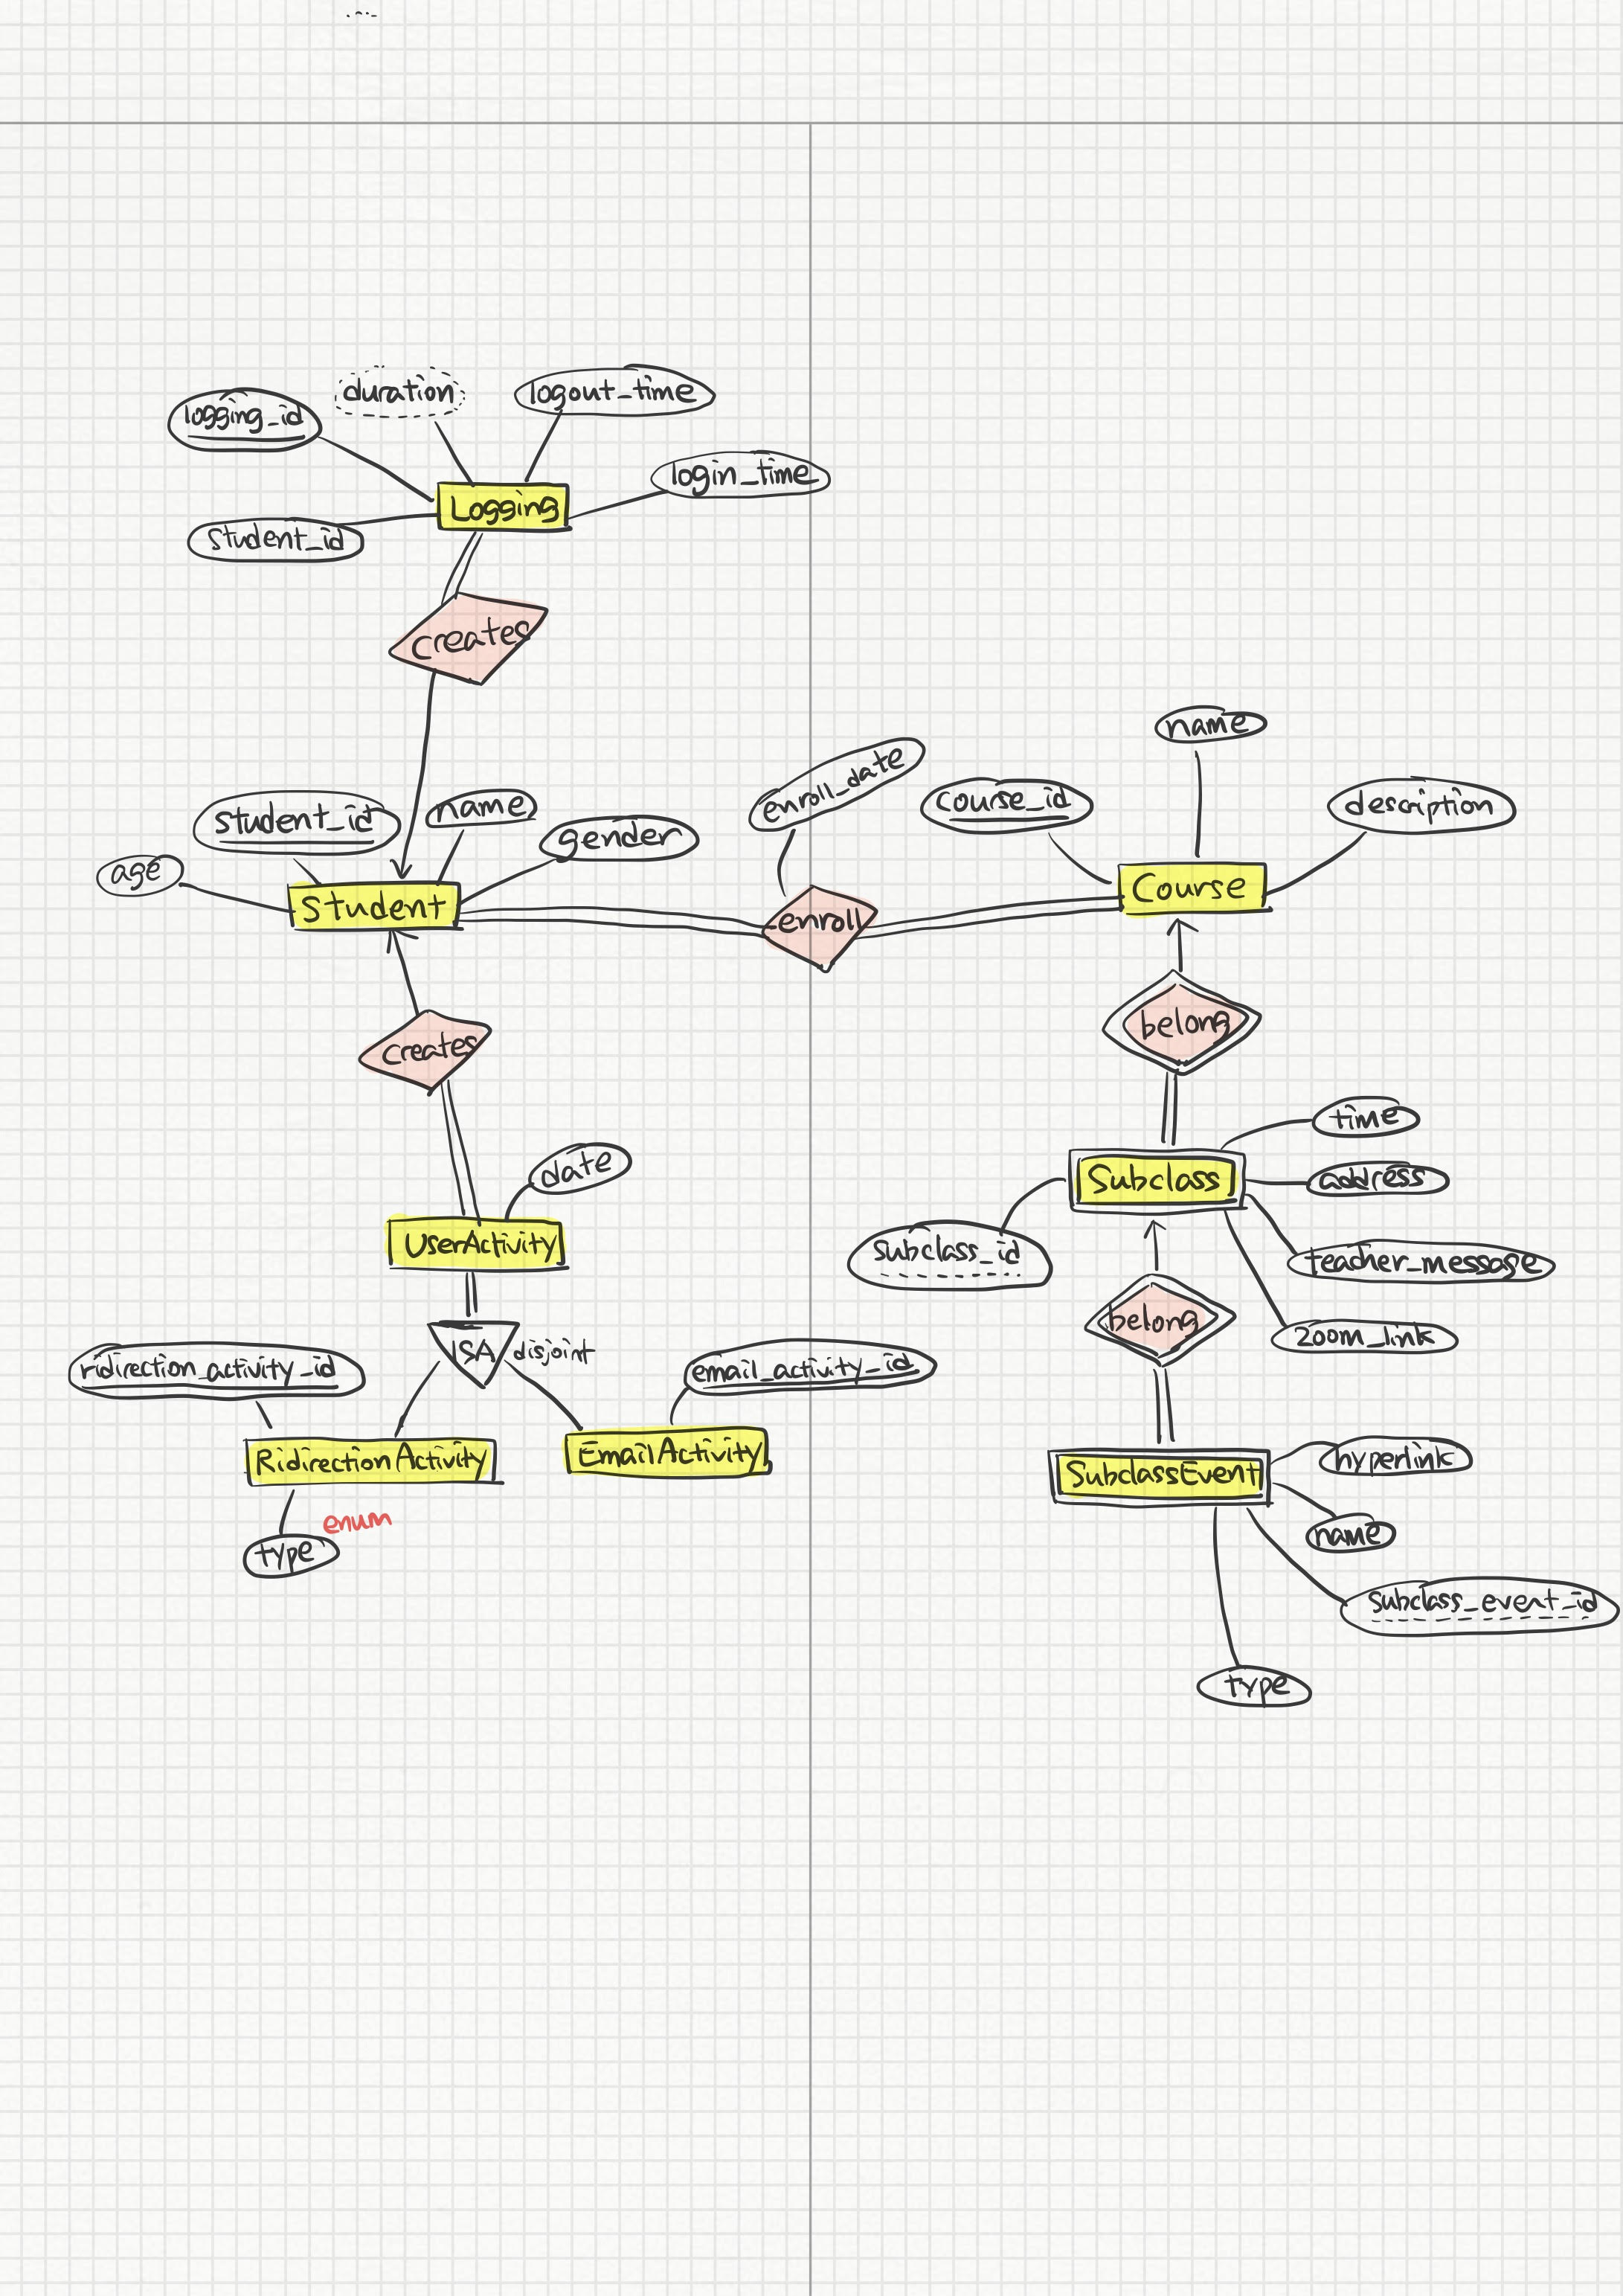 duration
logout_time
logging_id
login_time
Logging
student_id
creates
name
enroll_date
course_id
description
student_id
name
gender
age
Course
Student
enroll
belong
creates
time
date
Subclass
address
UserActivity
subclass_id
teacher_message
belong
zoom_link
ISA
disjoint
ridirection_activity_id
email_activity_id
RidirectionActivity
EmailActivity
hyperlink
SubclassEvent
enum
name
type
subclass_event_id
type